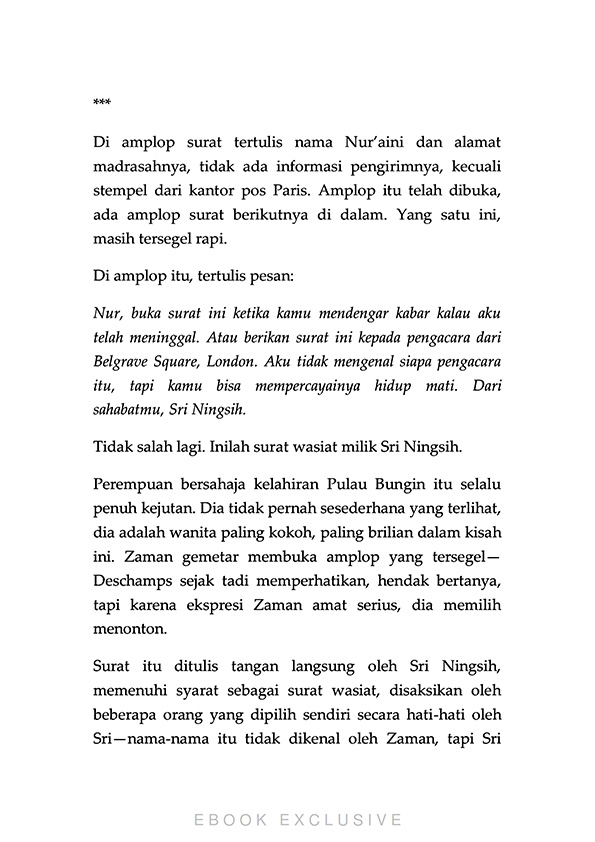 ***
Di amplop surat tertulis nama Nur’aini dan alamat
madrasahnya, tidak ada informasi pengirimnya, kecuali
stempel dari kantor pos Paris. Amplop itu telah dibuka,
ada amplop surat berikutnya di dalam. Yang satu ini,
masih tersegel rapi.
Di amplop itu, tertulis pesan:
Nur, buka surat ini ketika kamu mendengar kabar kalau aku
telah meninggal. Atau berikan surat ini kepada pengacara dari
Belgrave Square, London. Aku tidak mengenal siapa pengacara
itu, tapi kamu bisa mempercayainya hidup mati. Dari
sahabatmu, Sri Ningsih.
Tidak salah lagi. Inilah surat wasiat milik Sri Ningsih.
Perempuan bersahaja kelahiran Pulau Bungin itu selalu
penuh kejutan. Dia tidak pernah sesederhana yang terlihat,
dia adalah wanita paling kokoh, paling brilian dalam kisah
ini. Zaman gemetar membuka amplop yang tersegel—
Deschamps sejak tadi memperhatikan, hendak bertanya,
tapi karena ekspresi Zaman amat serius, dia memilih
menonton.
Surat itu ditulis tangan langsung oleh Sri Ningsih,
memenuhi syarat sebagai surat wasiat, disaksikan oleh
beberapa orang yang dipilih sendiri secara hati-hati oleh
Sri—nama-nama itu tidak dikenal oleh Zaman, tapi Sri
EBOOK EXCLUSIVE